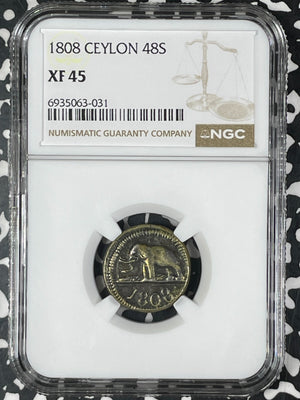 1808 CEYLON 48S
XF 45
6935063-031
NUMISMATIC GUARANTY COMPANY
NGC
1808